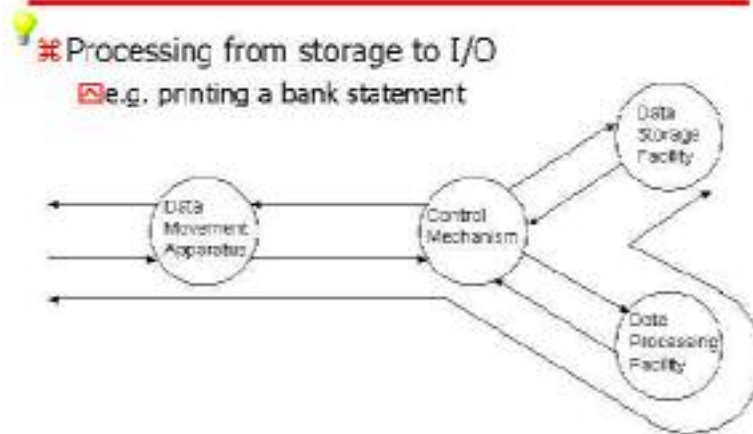 Processing from storage to I/O
e.g. printing a bank statement
Data
Storage
Facility
Data
Movement
Apparatus
Control
Mechanism
Data
Processing
Facility